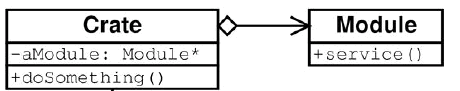 Crate
-aModule: Module*
+doSomething()
Module
+service()